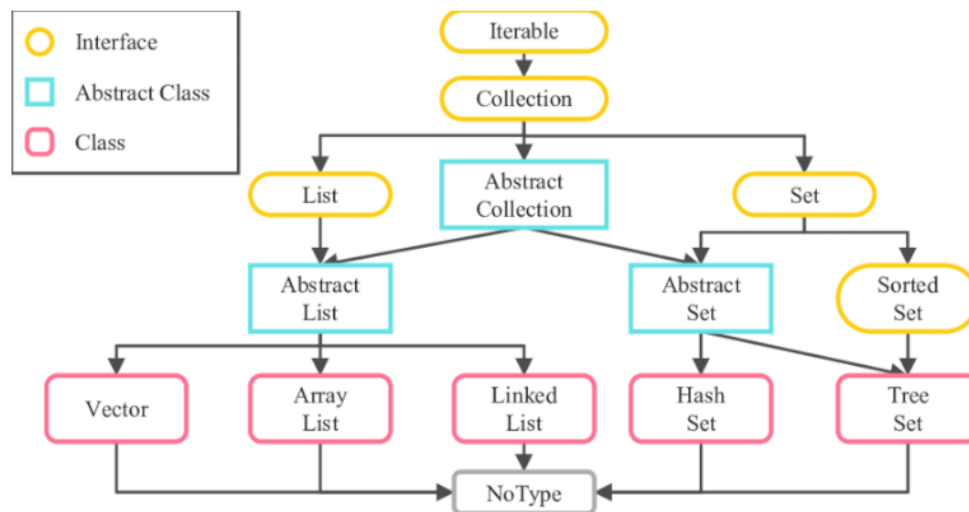 Interface
Abstract Class
Class
Iterable
Collection
List
Abstract
Collection
Set
Abstract
List
Abstract
Set
Sorted
Set
Vector
Array
List
Linked
List
Hash
Set
Tree
Set
NoType